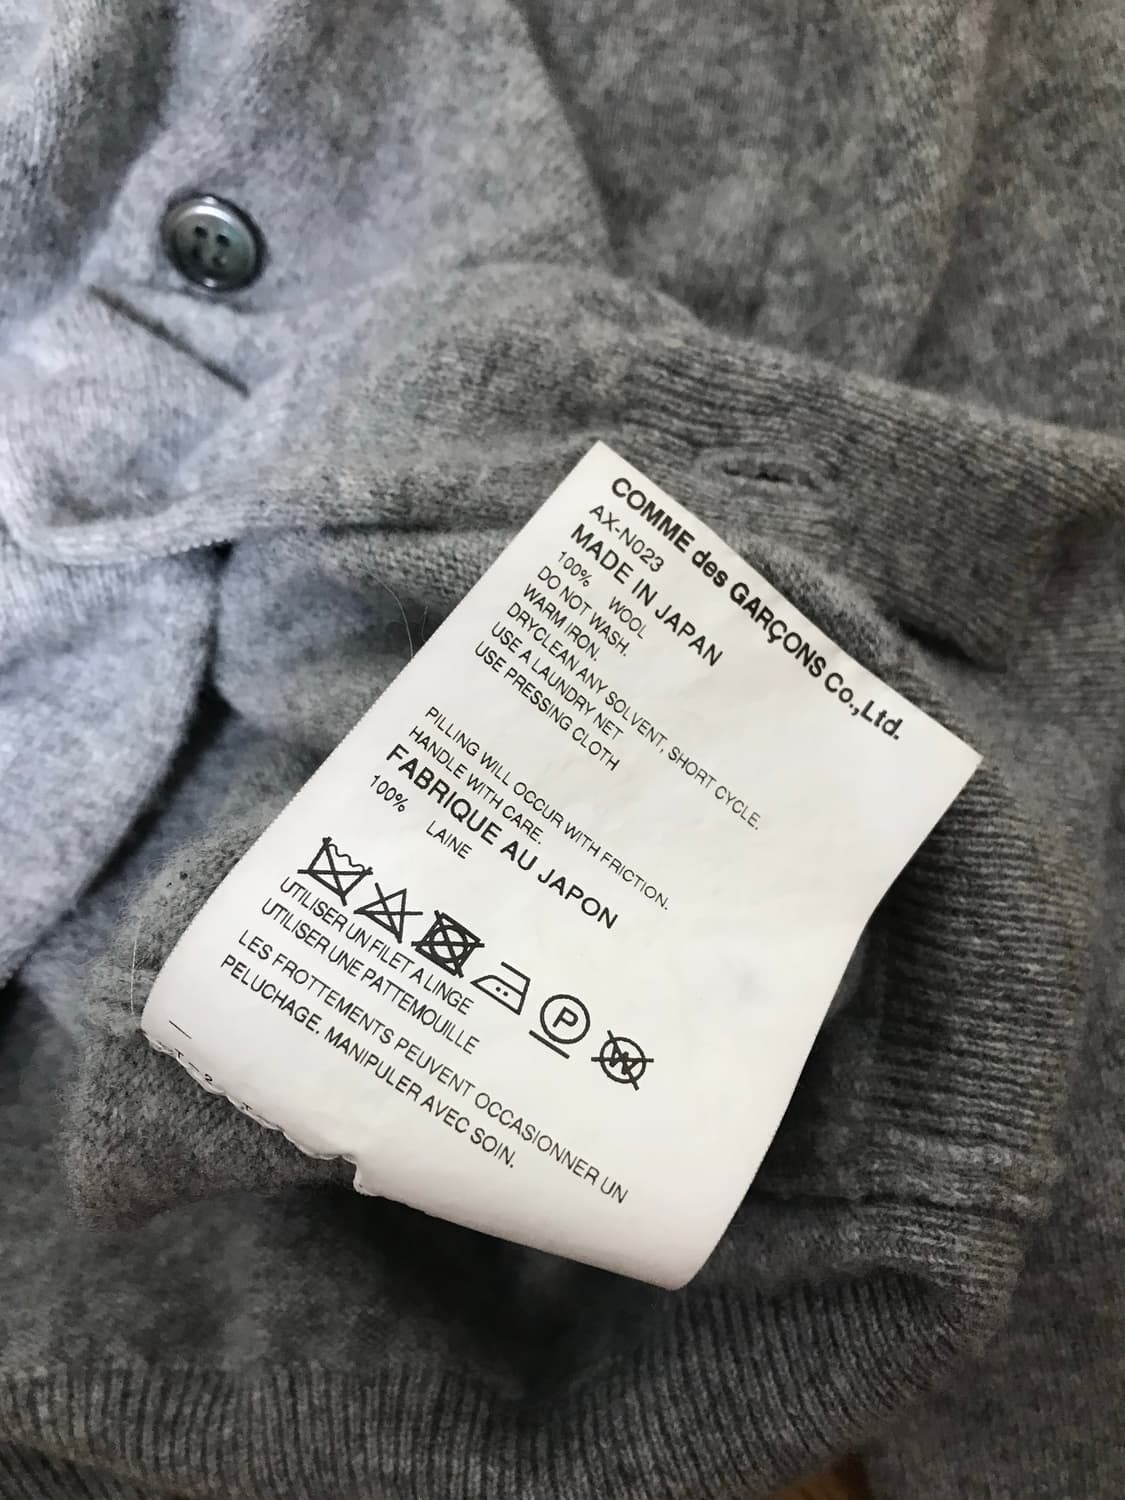 COMME des GARÇONS Co.,Ltd.
AX-N023
MADE IN JAPAN
100% WOOL
DO NOT WASH.
WARM IRON.
DRYCLEAN ANY SOLVENT, SHORT CYCLE.
USE A LAUNDRY NET
USE PRESSING CLOTH
PILLING WILL OCCUR WITH FRICTION.
HANDLE WITH CARE.
FABRIQUE AU JAPON
100% LAINE
P W
UTILISER UN FILET A LINGE
UTILISER UNE PATTEMOUILLE
LES FROTTEMENTS PEUVENT OCCASIONNER UN
PELUCHAGE. MANIPULER AVEC SOIN.